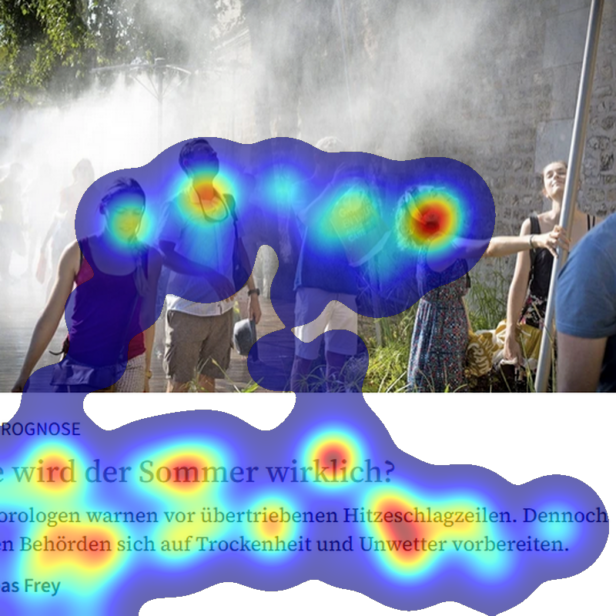 ROGNOSE
e wird der Sommer wirklich?
orologen warnen vor übertriebenen Hitzeschlagzeilen. Dennoch
en Behörden sich auf Trockenheit und Unwetter vorbereiten.
as Frey